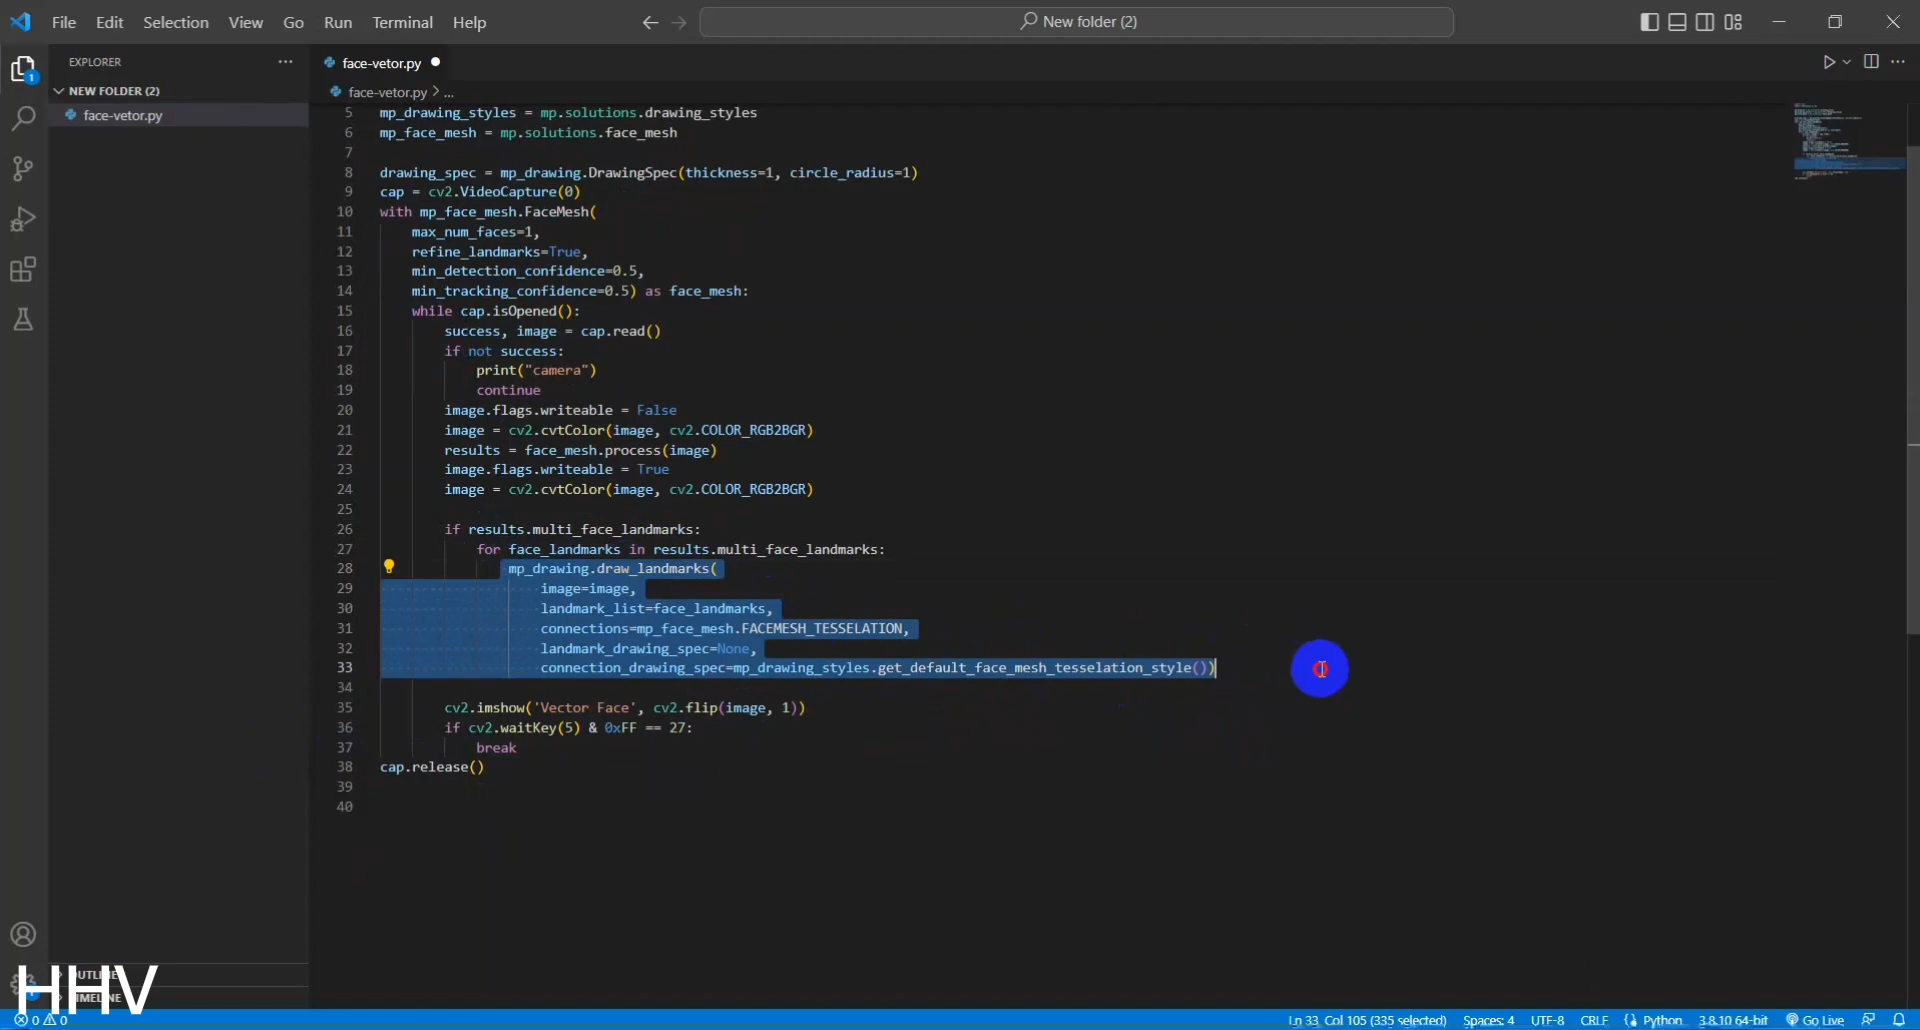 File Edit Selection View Go Run Terminal Help
New folder (2)
EXPLORER
NEW FOLDER (2)
face-vetor.py
1
face-vetor.py
face-vetor.py > ...
5 mp_drawing_styles = mp.solutions.drawing_styles
6 mp_face_mesh = mp.solutions.face_mesh
7
8 drawing_spec = mp_drawing.DrawingSpec(thickness=1, circle_radius=1)
9 cap = cv2.VideoCapture(0)
10 with mp_face_mesh.FaceMesh(
11 max_num_faces=1,
12 refine_landmarks=True,
13 min_detection_confidence=0.5,
14 min_tracking_confidence=0.5) as face_mesh:
15 while cap.isOpened():
16 success, image = cap.read()
17 if not success:
18 print("camera")
19 continue
20 image.flags.writeable = False
21 image = cv2.cvtColor(image, cv2.COLOR_RGB2BGR)
22 results = face_mesh.process(image)
23 image.flags.writeable = True
24 image = cv2.cvtColor(image, cv2.COLOR_RGB2BGR)
25
26 if results.multi_face_landmarks:
27 for face_landmarks in results.multi_face_landmarks:
28 mp_drawing.draw_landmarks(
29 image=image,
30 landmark_list=face_landmarks,
31 connections=mp_face_mesh.FACEMESH_TESSELATION,
32 landmark_drawing_spec=None,
33 connection_drawing_spec=mp_drawing_styles.get_default_face_mesh_tesselation_style())
34
35 cv2.imshow('Vector Face', cv2.flip(image, 1))
36 if cv2.waitKey(5) & 0xFF == 27:
37 break
38 cap.release()
39
40
OUTLINE
TIMELINE
HHV
0 0
Ln 33, Col 105 (335 selected) Spaces: 4 UTF-8 CRLF Python 3.8.10 64-bit Go Live